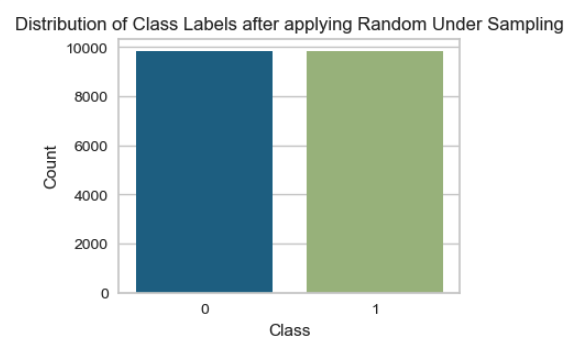 Distribution of Class Labels after applying Random Under Sampling
10000
8000
6000
4000
2000
0
Count
0 1
Class